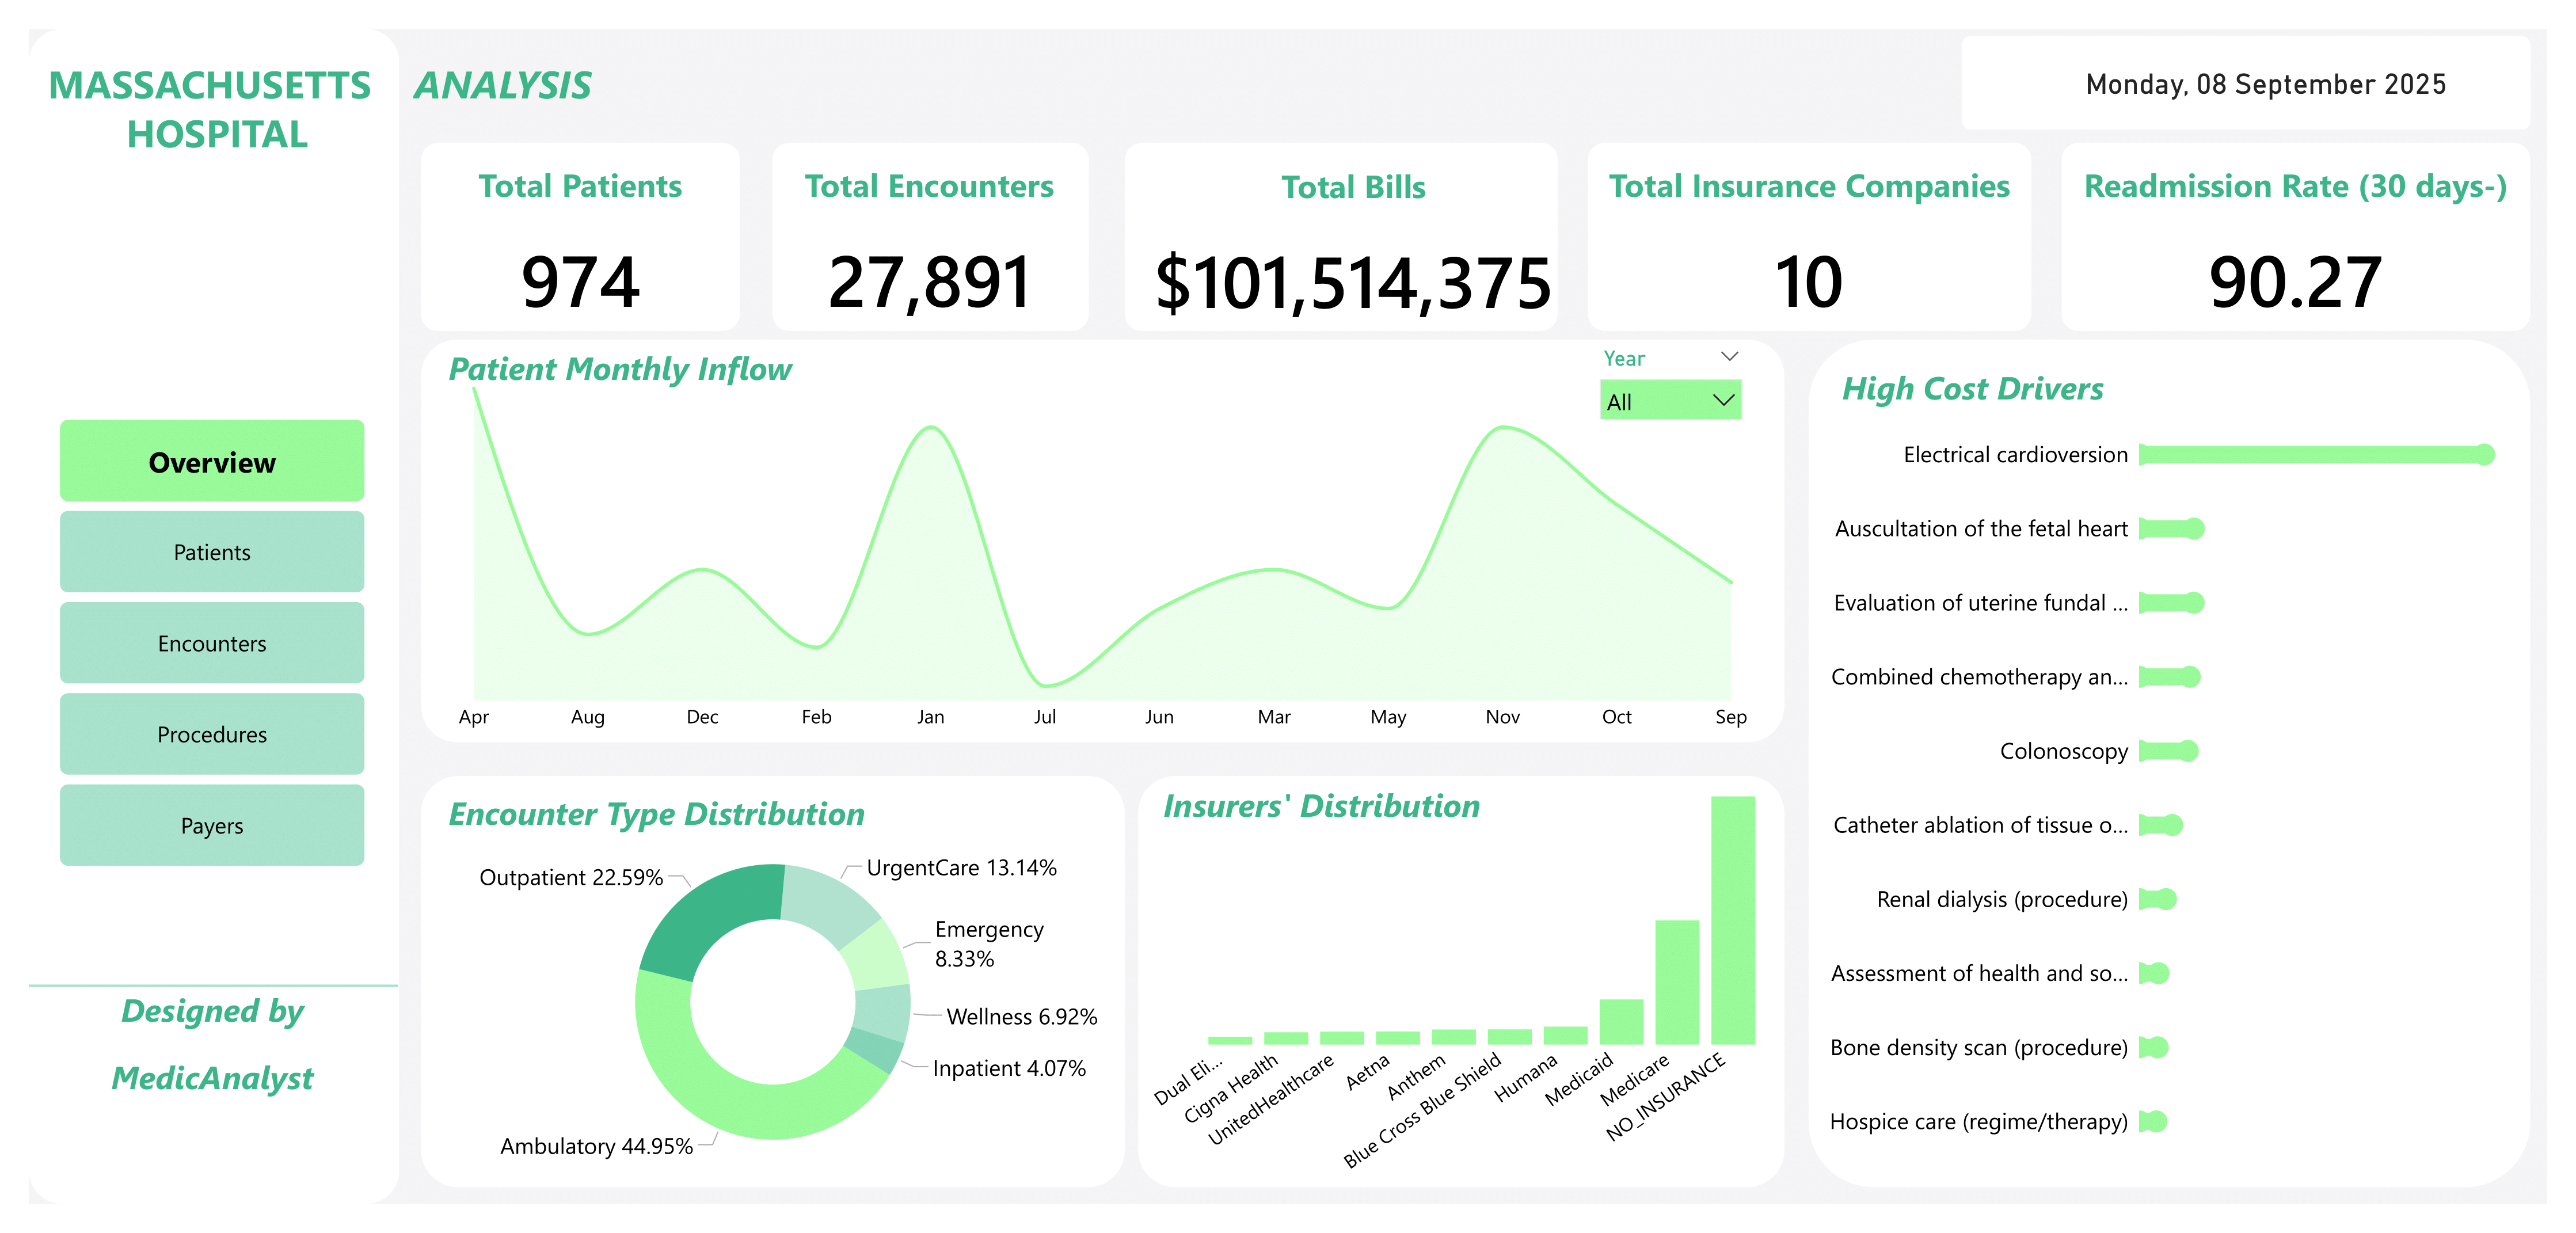 MASSACHUSETTS
HOSPITAL
Overview
Patients
Encounters
Procedures
Payers
Designed by
MedicAnalyst
ANALYSIS
Monday, 08 September 2025
Total Patients
974
Total Encounters
27,891
Total Bills
$101,514,375
Total Insurance Companies
10
Readmission Rate (30 days-)
90.27
Patient Monthly Inflow
Year
All
Apr Aug Dec Feb Jan Jul Jun Mar May Nov Oct Sep
Encounter Type Distribution
Outpatient 22.59%
UrgentCare 13.14%
Emergency
8.33%
Wellness 6.92%
Inpatient 4.07%
Ambulatory 44.95%
Insurers' Distribution
Dual Eli...
Cigna Health
UnitedHealthcare
Aetna
Anthem
Blue Cross Blue Shield
Humana
Medicaid
Medicare
NO_INSURANCE
High Cost Drivers
Electrical cardioversion
Auscultation of the fetal heart
Evaluation of uterine fundal ...
Combined chemotherapy an...
Colonoscopy
Catheter ablation of tissue o...
Renal dialysis (procedure)
Assessment of health and so...
Bone density scan (procedure)
Hospice care (regime/therapy)